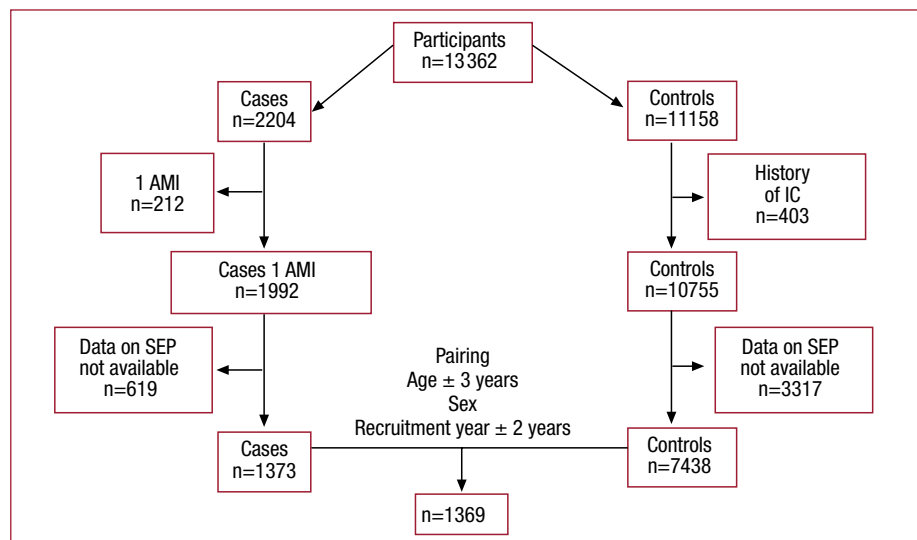 Participants
n=13362
Cases
n=2204
Controls
n=11158
1 AMI
n=212
History
of IC
n=403
Cases 1 AMI
n=1992
Controls
n=10755
Data on SEP
not available
n=619
Pairing
Age ± 3 years
Sex
Recruitment year ± 2 years
Data on SEP
not available
n=3317
Cases
n=1373
Controls
n=7438
n=1369